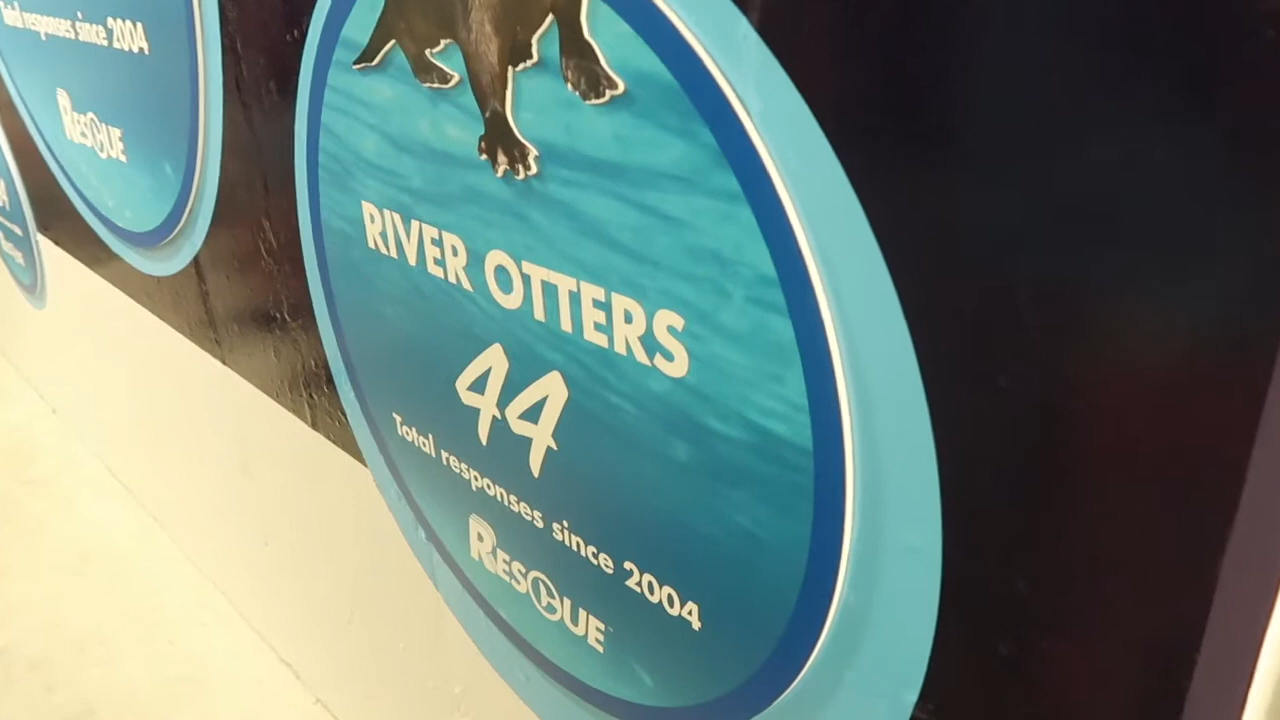 Total responses since 2004
RESCUE
RIVER OTTERS
44
Total responses since 2004
RESCUE